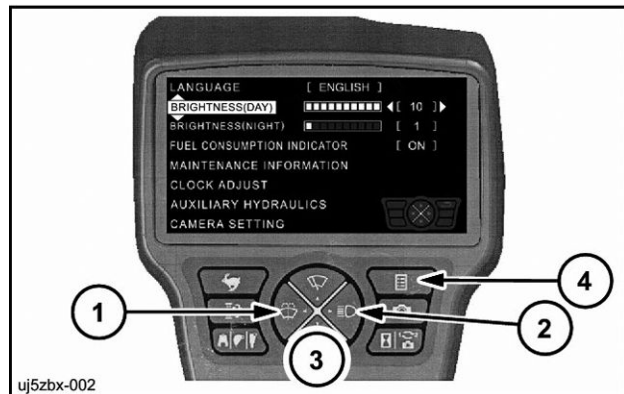 LANGUAGE [ ENGLISH ]
BRIGHTNESS(DAY) [ 10 ]
BRIGHTNESS(NIGHT) [ 1 ]
FUEL CONSUMPTION INDICATOR [ ON ]
MAINTENANCE INFORMATION
CLOCK ADJUST
AUXILIARY HYDRAULICS
CAMERA SETTING
4
1
2
3
uj5zbx-002